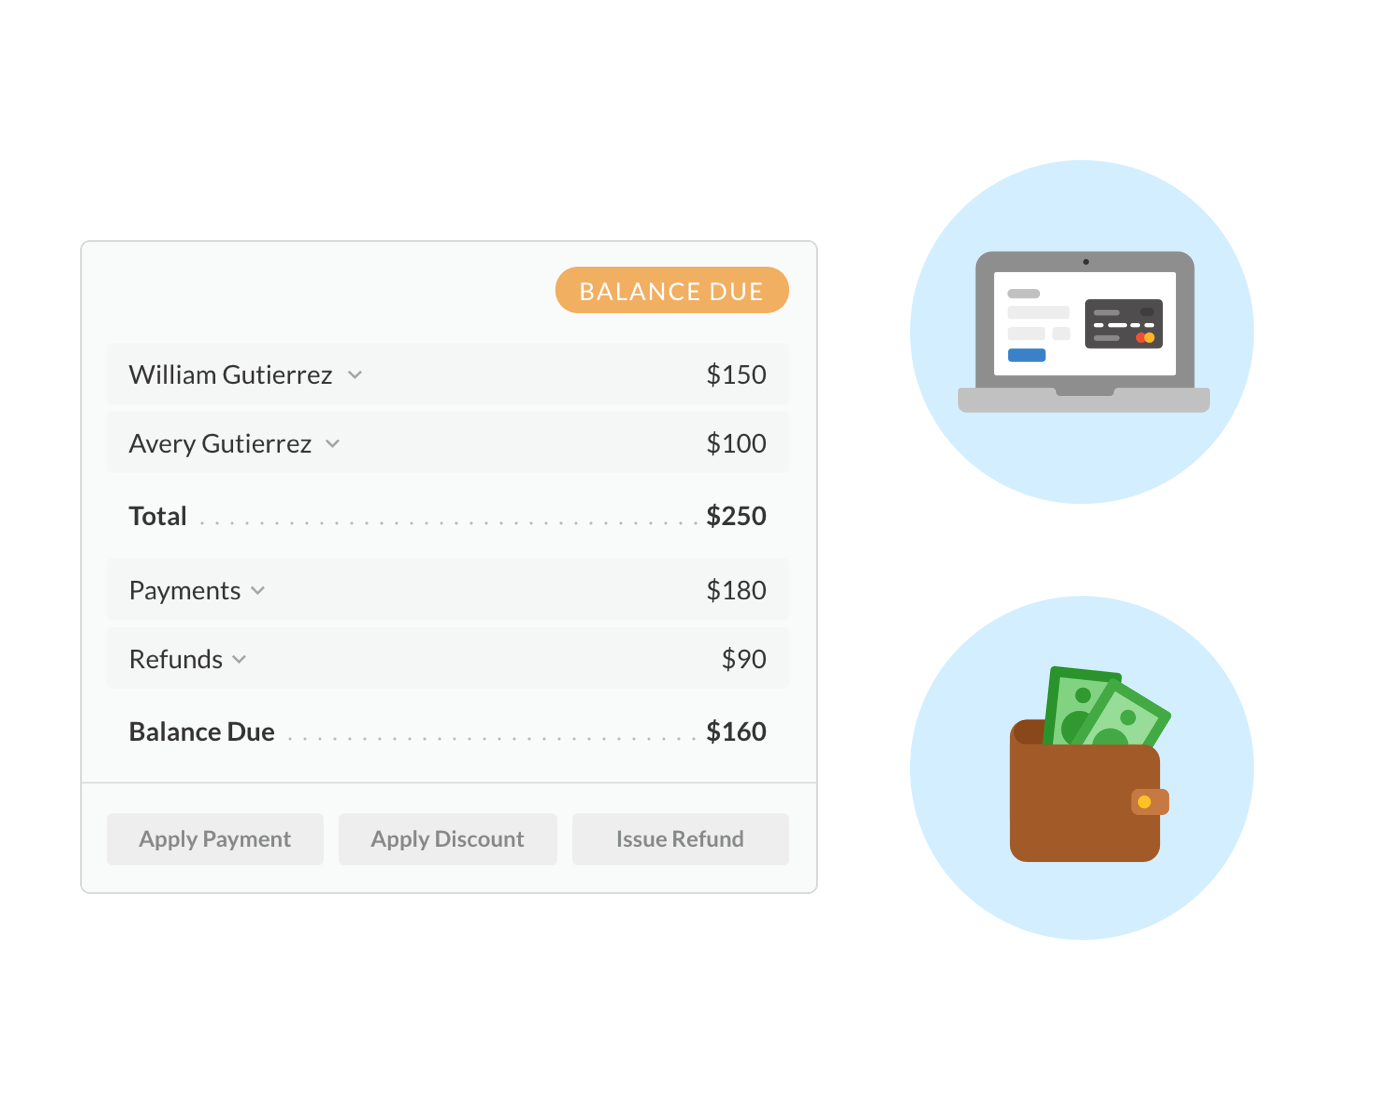 BALANCE DUE
William Gutierrez $150
Avery Gutierrez $100
Total . . . . . . . . . . . . . . . . . . . . . . . . . . . . . . . . . . $250
Payments $180
Refunds $90
Balance Due . . . . . . . . . . . . . . . . . . . . . . . . . . . . $160
Apply Payment Apply Discount Issue Refund